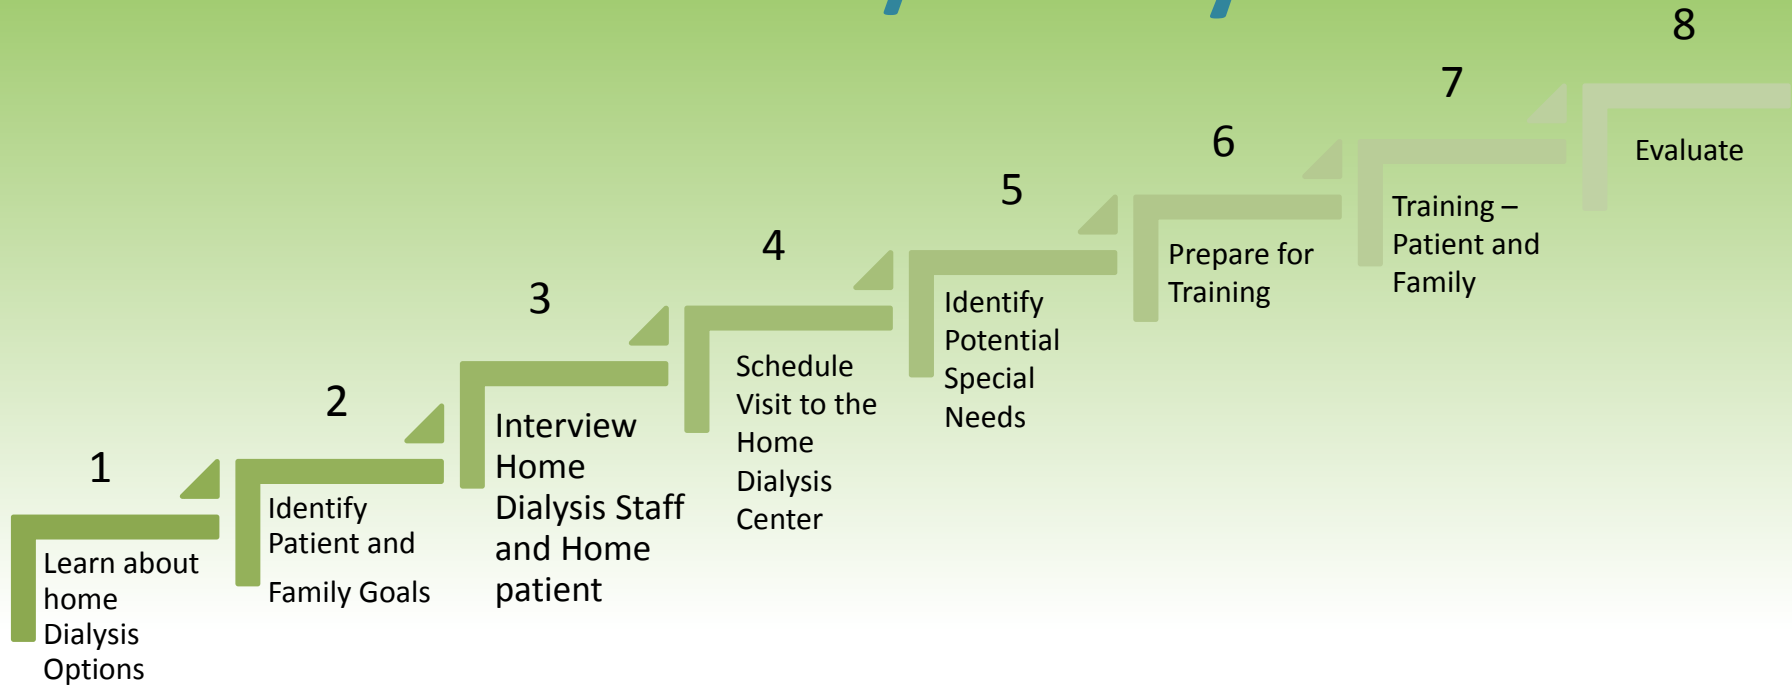 1
Learn about
home
Dialysis
Options
2
Identify
Patient and
Family Goals
3
Interview
Home
Dialysis Staff
and Home
patient
4
Schedule
Visit to the
Home
Dialysis
Center
5
Identify
Potential
Special
Needs
6
Prepare for
Training
7
Training –
Patient and
Family
8
Evaluate